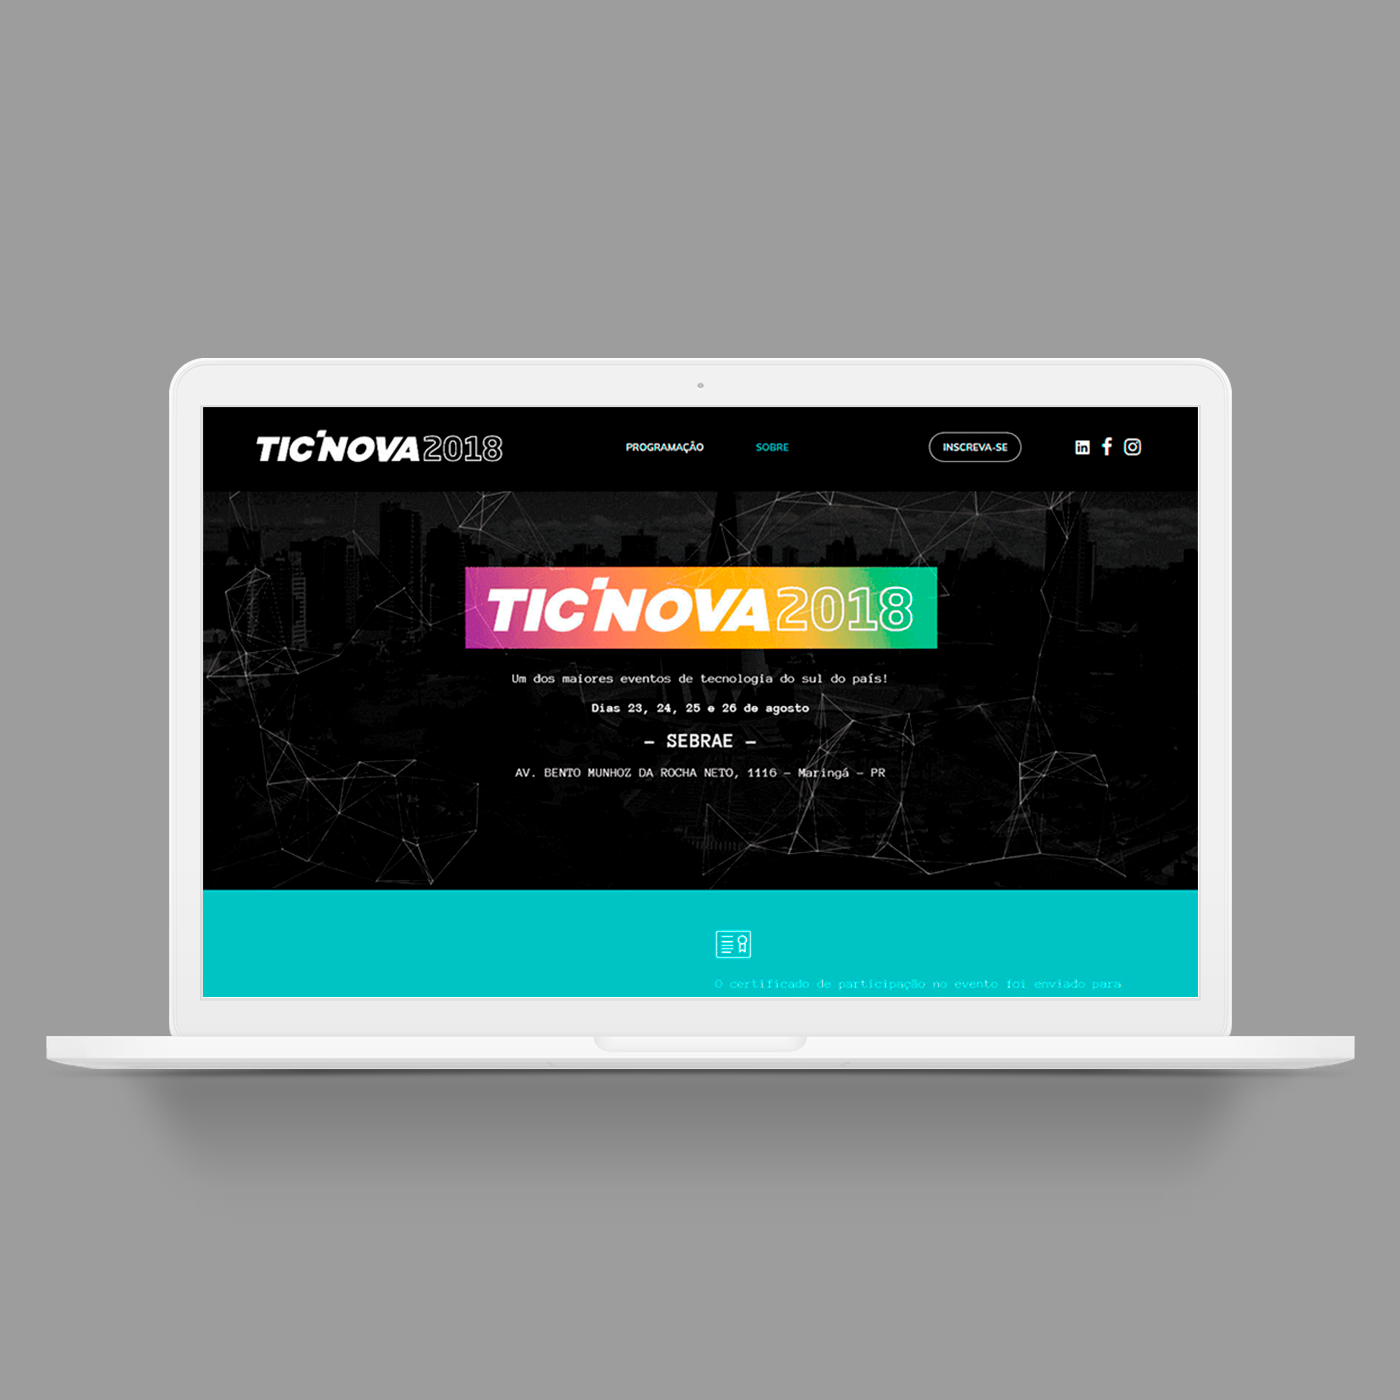 TIC'NOVA 2018
PROGRAMAÇÃO
SOBRE
INSCREVA-SE
TIC'NOVA 2018
Um dos maiores eventos de tecnologia do sul do país!
Dias 23, 24, 25 e 26 de agosto
— SEBRAE —
AV. BENTO MUNHOZ DA ROCHA NETO, 1116 - Maringá - PR
O certificado de participação no evento foi enviado para